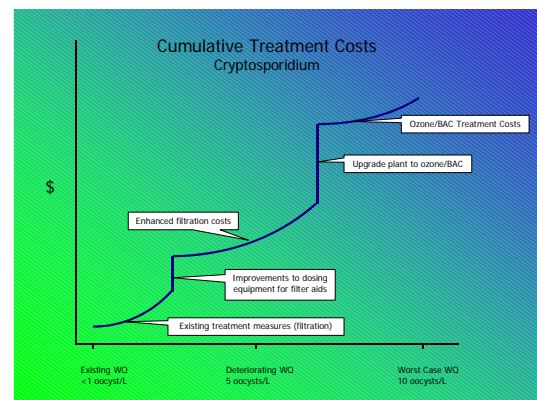 Cumulative Treatment Costs
Cryptosporidium
Ozone/BAC Treatment Costs
Upgrade plant to ozone/BAC
$
Enhanced filtration costs
Improvements to dosing
equipment for filter aids
Existing treatment measures (filtration)
Existing WQ
<1 oocyst/L
Deteriorating WQ
5 oocysts/L
Worst Case WQ
10 oocysts/L